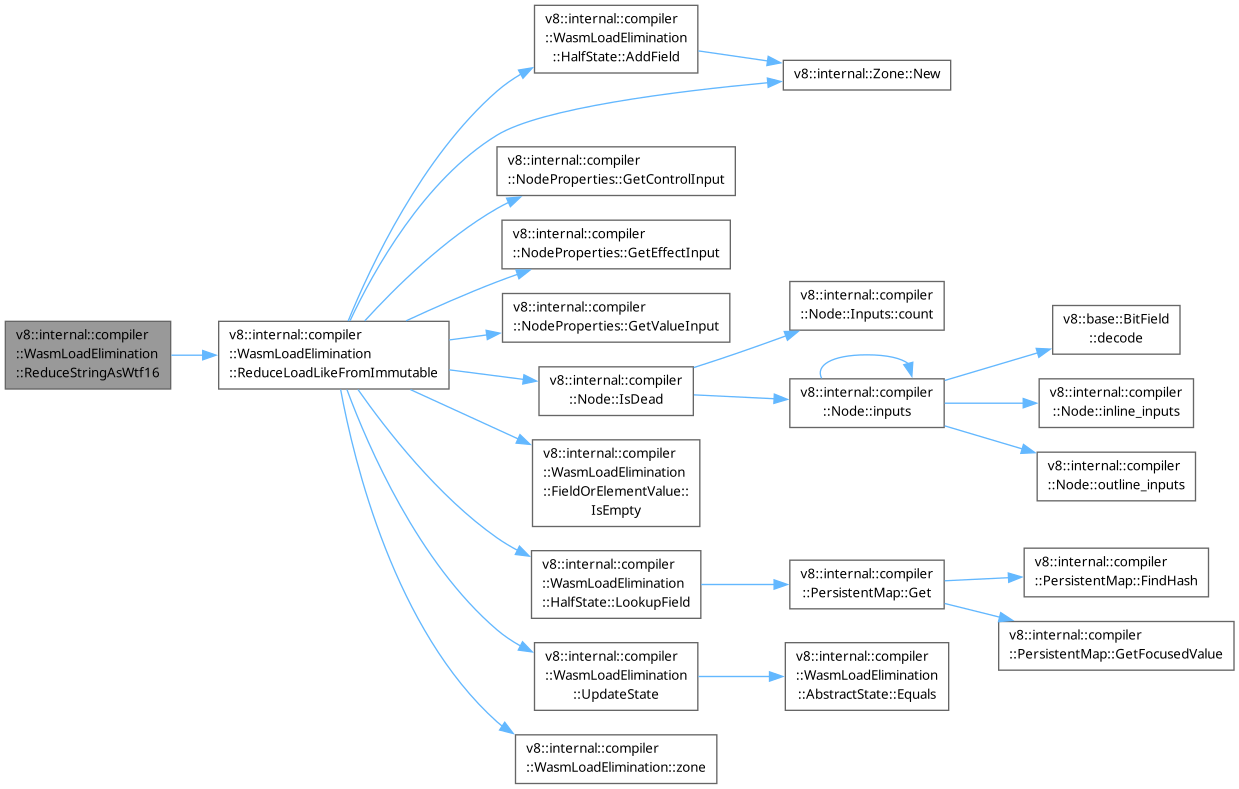 v8::internal::compiler
::WasmLoadElimination
::ReduceStringAsWtf16
v8::internal::compiler
::WasmLoadElimination
::ReduceLoadLikeFromImmutable
v8::internal::compiler
::WasmLoadElimination
::HalfState::AddField
v8::internal::Zone::New
v8::internal::compiler
::NodeProperties::GetControlInput
v8::internal::compiler
::NodeProperties::GetEffectInput
v8::internal::compiler
::NodeProperties::GetValueInput
v8::internal::compiler
::Node::IsDead
v8::internal::compiler
::Node::Inputs::count
v8::internal::compiler
::Node::inputs
v8::base::BitField
::decode
v8::internal::compiler
::Node::inline_inputs
v8::internal::compiler
::Node::outline_inputs
v8::internal::compiler
::WasmLoadElimination
::FieldOrElementValue::
IsEmpty
v8::internal::compiler
::WasmLoadElimination
::HalfState::LookupField
v8::internal::compiler
::PersistentMap::Get
v8::internal::compiler
::PersistentMap::FindHash
v8::internal::compiler
::PersistentMap::GetFocusedValue
v8::internal::compiler
::WasmLoadElimination
::UpdateState
v8::internal::compiler
::WasmLoadElimination
::AbstractState::Equals
v8::internal::compiler
::WasmLoadElimination::zone